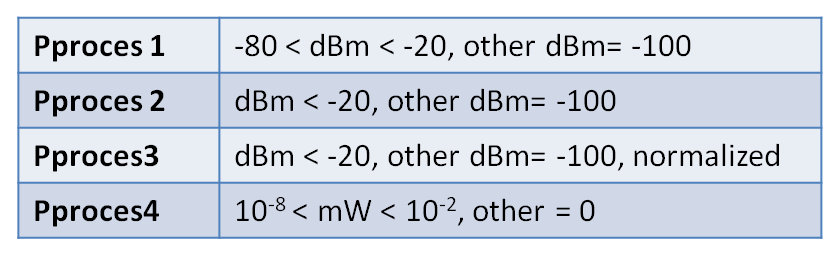 Pproces 1 -80 < dBm < -20, other dBm= -100
Pproces 2 dBm < -20, other dBm= -100
Pproces3 dBm < -20, other dBm= -100, normalized
Pproces4 10⁻⁸ < mW < 10⁻², other = 0